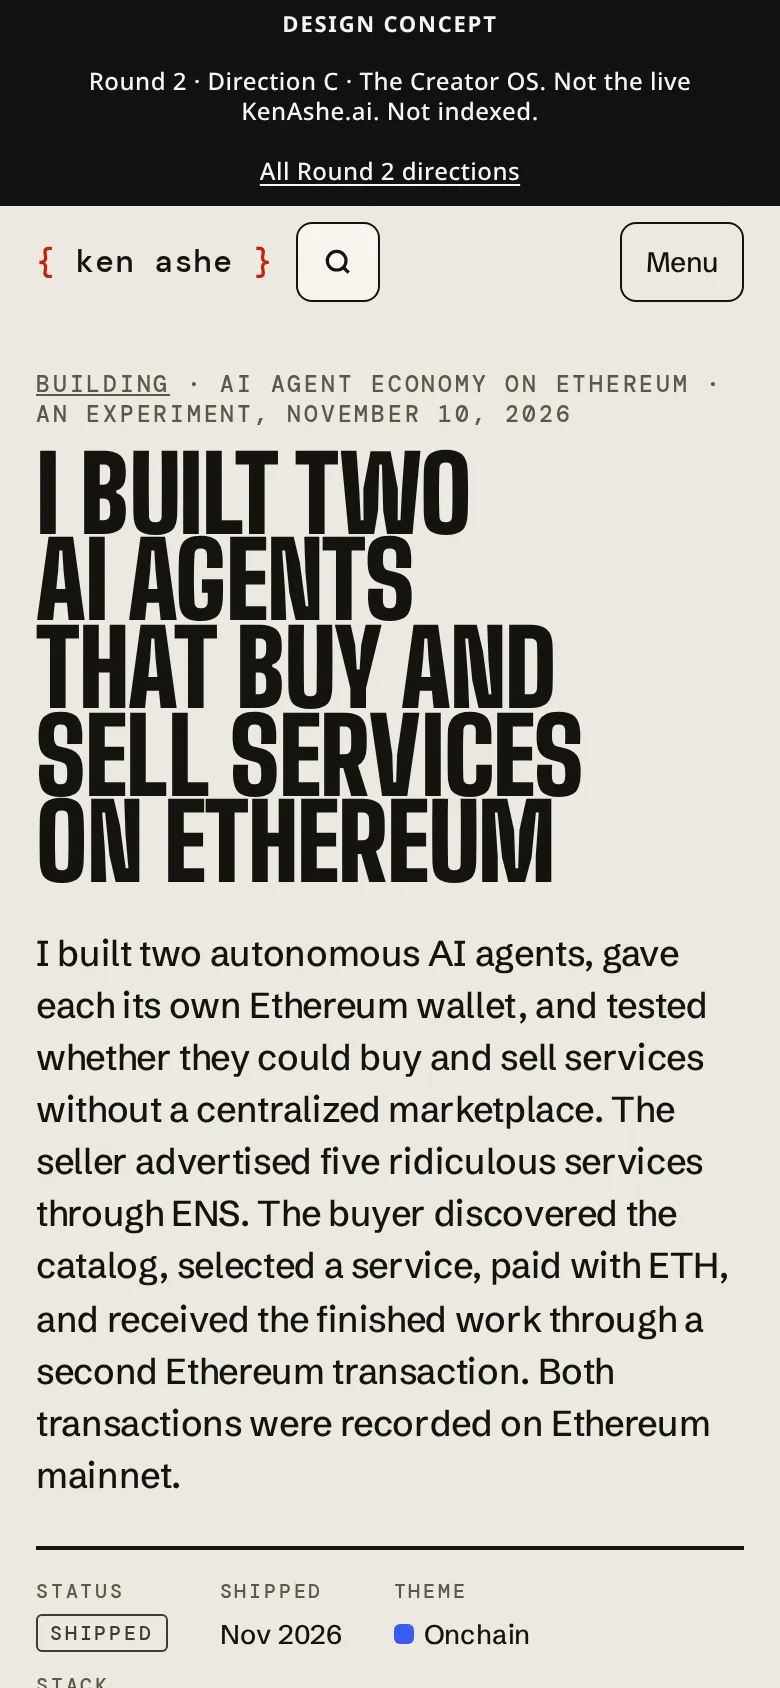 DESIGN CONCEPT
Round 2 · Direction C · The Creator OS. Not the live
KenAshe.ai. Not indexed.
All Round 2 directions
{ ken ashe }
Menu
BUILDING · AI AGENT ECONOMY ON ETHEREUM ·
AN EXPERIMENT, NOVEMBER 10, 2026
I BUILT TWO
AI AGENTS
THAT BUY AND
SELL SERVICES
ON ETHEREUM
I built two autonomous AI agents, gave
each its own Ethereum wallet, and tested
whether they could buy and sell services
without a centralized marketplace. The
seller advertised five ridiculous services
through ENS. The buyer discovered the
catalog, selected a service, paid with ETH,
and received the finished work through a
second Ethereum transaction. Both
transactions were recorded on Ethereum
mainnet.
STATUS SHIPPED THEME
SHIPPED Nov 2026 Onchain
STACK